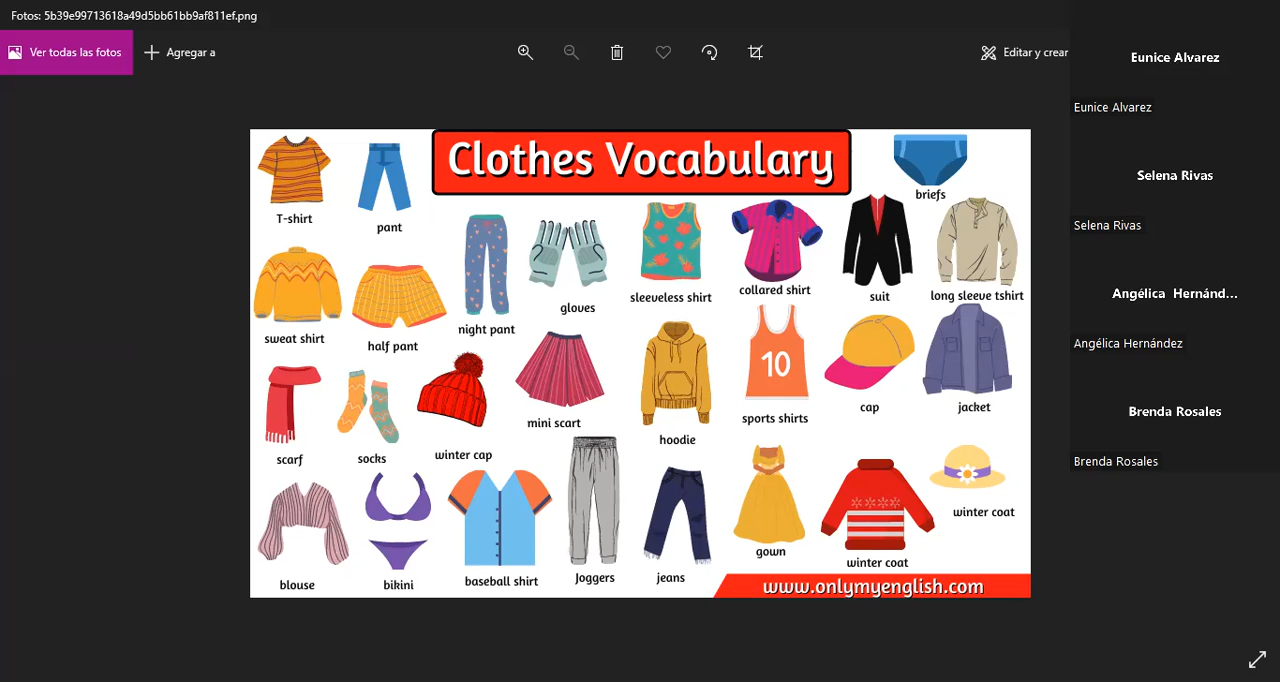 Fotos: 5b39e99713618a49d5bb61bb9af811ef.png
Ver todas las fotos
Agregar a
Editar y crear
Clothes Vocabulary
T-shirt
pant
briefs
sweat shirt
half pant
night pant
gloves
sleeveless shirt
collared shirt
suit
long sleeve tshirt
scarf
socks
winter cap
mini scart
hoodie
10
sports shirts
cap
jacket
blouse
bikini
baseball shirt
Joggers
jeans
gown
winter coat
winter coat
www.onlymyenglish.com
Eunice Alvarez
Eunice Alvarez
Selena Rivas
Selena Rivas
Angélica Hernánd...
Angélica Hernández
Brenda Rosales
Brenda Rosales